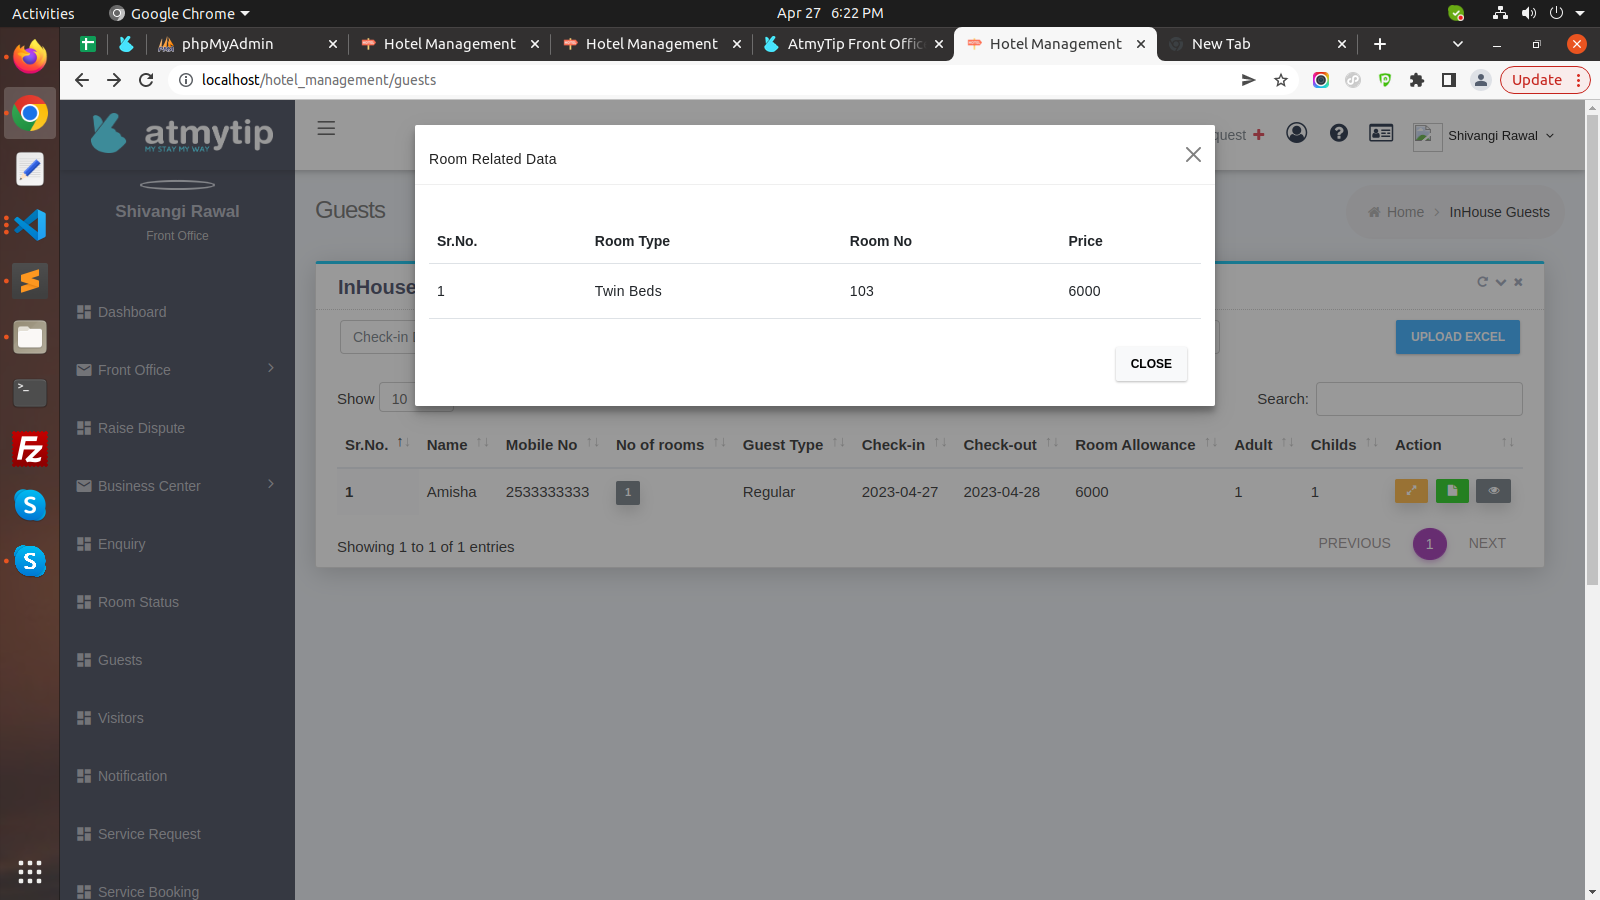 Activities Google Chrome Apr 27 6:22 PM
phpMyAdmin Hotel Management Hotel Management AtmyTip Front Offic Hotel Management New Tab
localhost/hotel_management/guests Update
atmytip
MY STAY MY WAY
quest Shivangi Rawal
Shivangi Rawal
Front Office
Dashboard
Front Office
Raise Dispute
Business Center
Enquiry
Room Status
Guests
Visitors
Notification
Service Request
Service Booking
Guests
Home InHouse Guests
Room Related Data
Sr.No. Room Type Room No Price
1 Twin Beds 103 6000
CLOSE
InHouse
Check-in
UPLOAD EXCEL
Show 10
Search:
Sr.No. Name Mobile No No of rooms Guest Type Check-in Check-out Room Allowance Adult Childs Action
1 Amisha 2533333333 1 Regular 2023-04-27 2023-04-28 6000 1 1
Showing 1 to 1 of 1 entries
PREVIOUS 1 NEXT